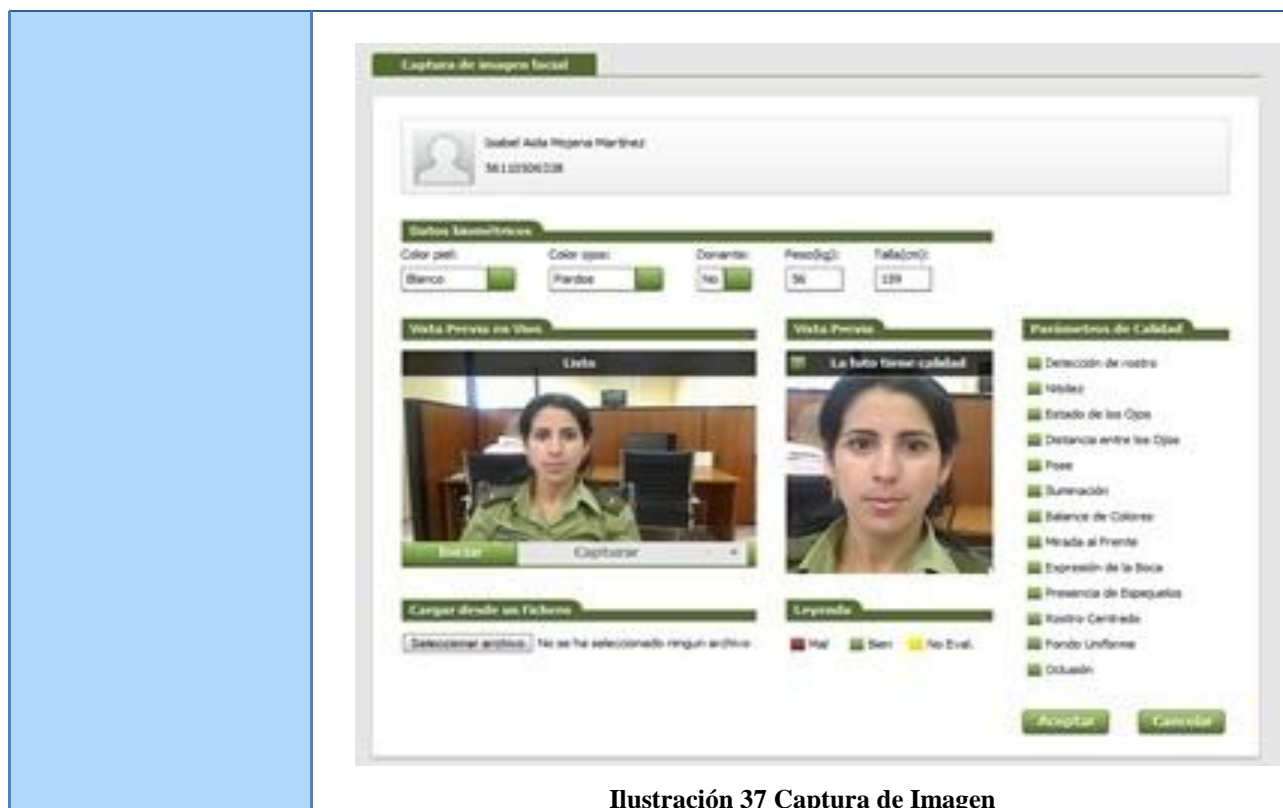 Captura de imagen facial
Isabel Aida Mojena Martínez
Datos biométricos
Color piel: Color ojos: Donante: Peso(kg): Talla(cm):
Blanco Pardos No 56 159
Vista Previa en Vivo
Listo
Iniciar Capturar - +
Vista Previa
La foto tiene calidad
Parámetros de Calidad
Detección de rostro
Nitidez
Estado de los Ojos
Distancia entre los Ojos
Pose
Iluminación
Balance de Colores
Mirada al Frente
Expresión de la Boca
Presencia de Espejuelos
Rostro Centrado
Fondo Uniforme
Oclusión
Cargar desde un fichero
Seleccionar archivo No se ha seleccionado ningun archivo
Leyenda
Mal Bien No Eval.
Aceptar Cancelar
Ilustración 37 Captura de Imagen